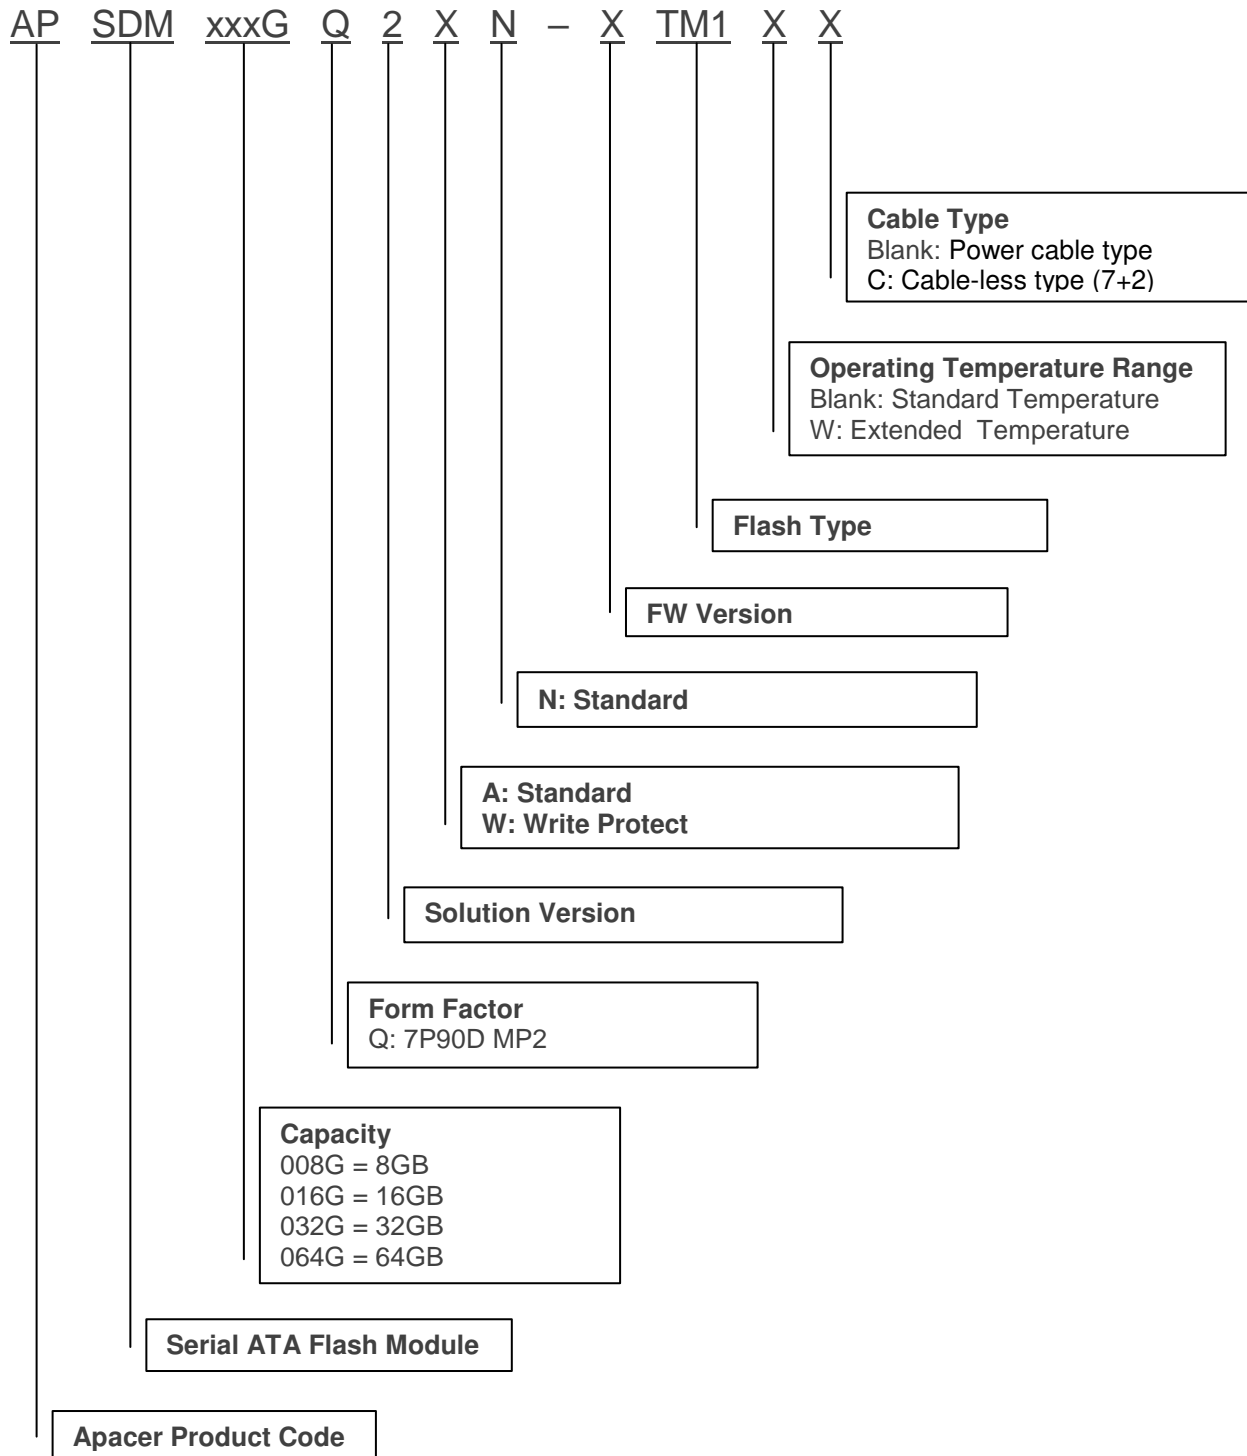 AP SDM xxxG Q 2 X N – X TM1 X X
Cable Type
Blank: Power cable type
C: Cable-less type (7+2)
Operating Temperature Range
Blank: Standard Temperature
W: Extended Temperature
Flash Type
FW Version
N: Standard
A: Standard
W: Write Protect
Solution Version
Form Factor
Q: 7P90D MP2
Capacity
008G = 8GB
016G = 16GB
032G = 32GB
064G = 64GB
Serial ATA Flash Module
Apacer Product Code